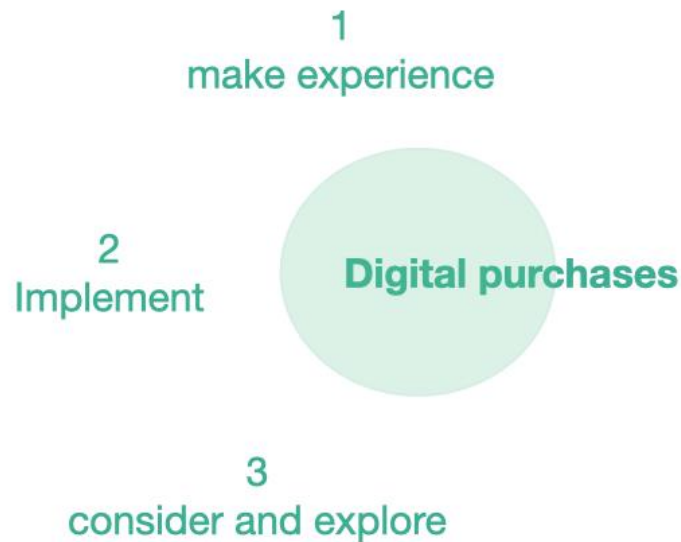 1
make experience
2
Implement
Digital purchases
3
consider and explore